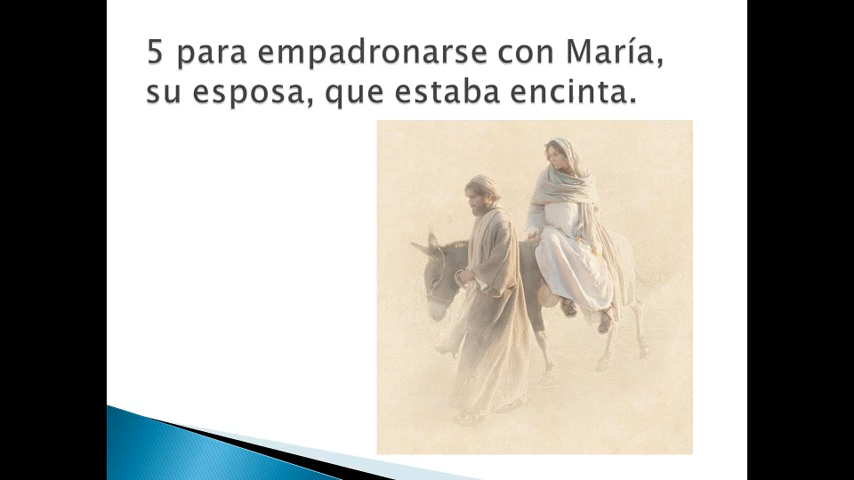 5 para empadronarse con María,
su esposa, que estaba encinta.